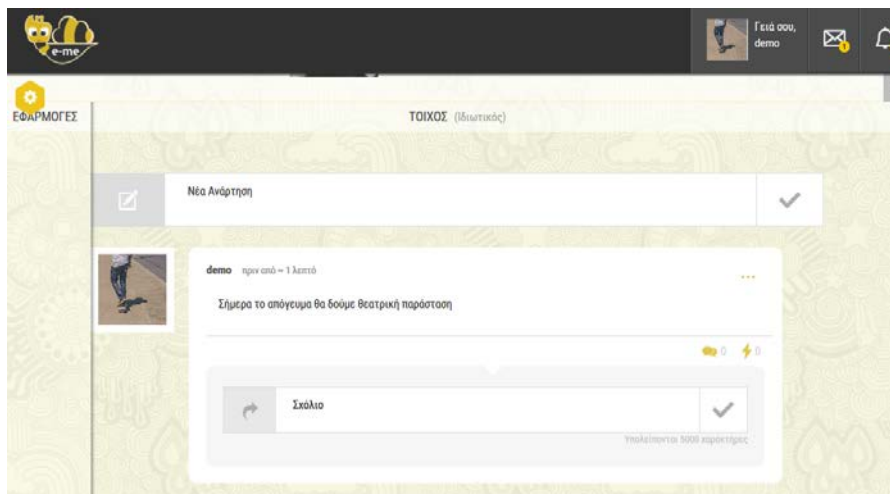 e-me
Γειά σου,
demo
1
ΕΦΑΡΜΟΓΕΣ
ΤΟΙΧΟΣ (Ιδιωτικός)
Νέα Ανάρτηση
demo πριν από ~ 1 λεπτό
...
Σήμερα το απόγευμα θα δούμε θεατρική παράσταση
0 0
Σχόλιο
Υπολείπονται 5000 χαρακτήρες